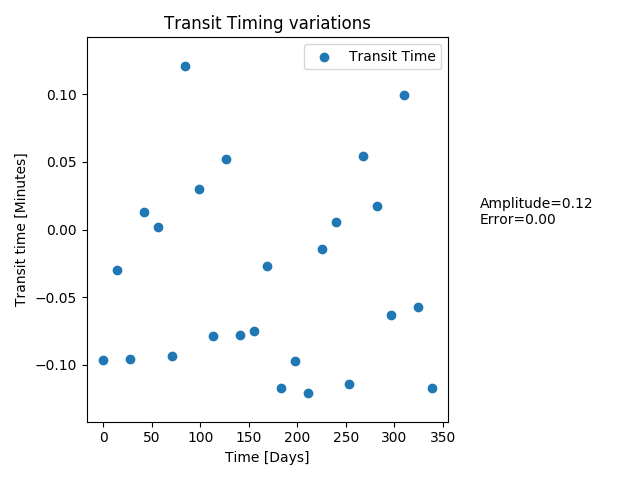 Transit Timing variations
Transit Time
0.10
0.05
0.00
−0.05
−0.10
Transit time [Minutes]
0
50
100
150
200
250
300
350
Time [Days]
Amplitude=0.12
Error=0.00